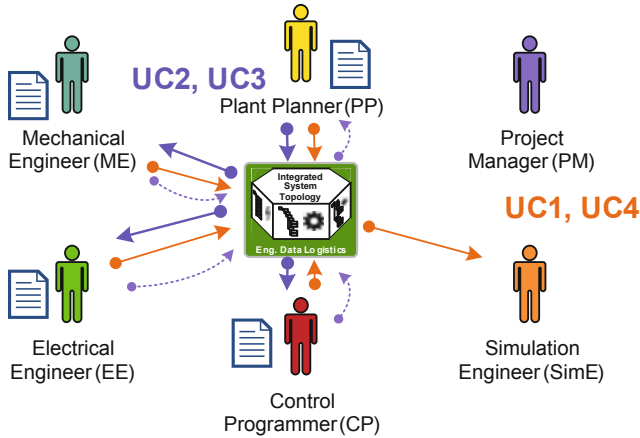 UC2, UC3
Plant Planner (PP)
Mechanical
Engineer (ME)
Project
Manager (PM)
Integrated
System
Topology
Eng. Data Logistics
UC1, UC4
Electrical
Engineer (EE)
Control
Programmer (CP)
Simulation
Engineer (SimE)